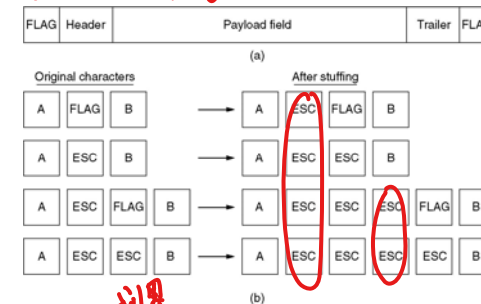 FLAG Header Payload field Trailer FLA
(a)
Original characters After stuffing
A FLAG B A ESC FLAG B
A ESC B A ESC ESC B
A ESC FLAG B A ESC ESC ESC FLAG B
A ESC ESC B A ESC ESC ESC ESC B
(b)